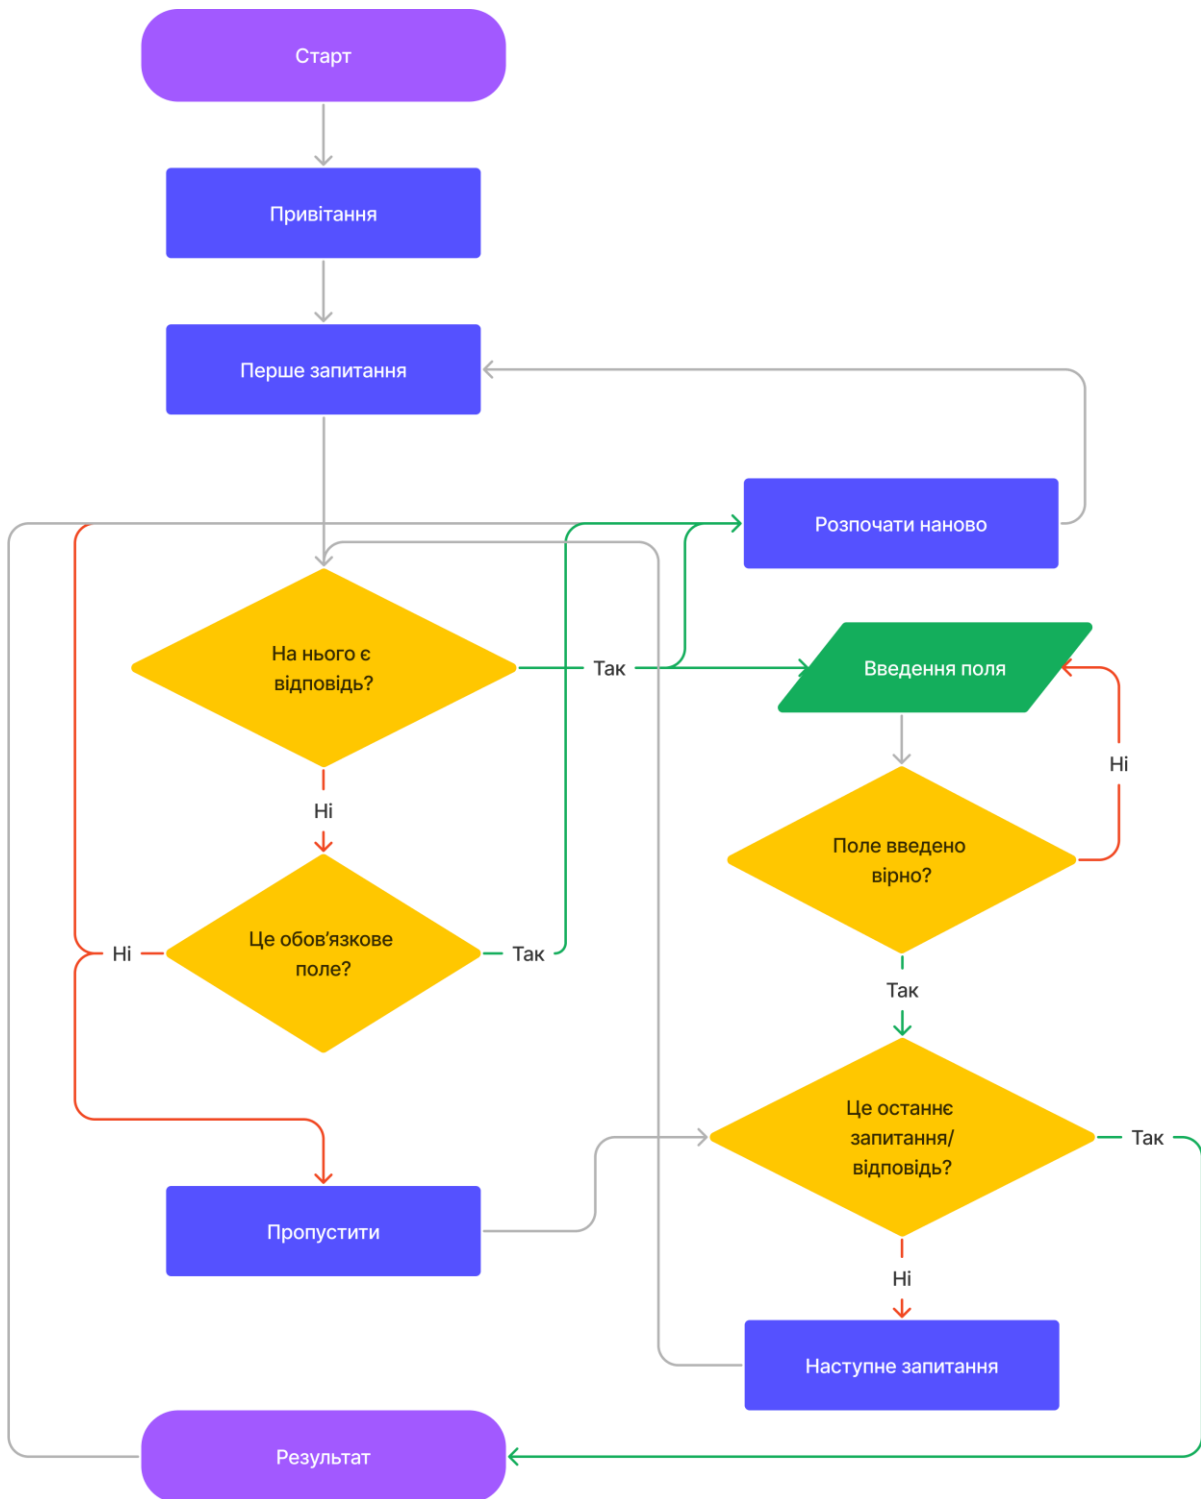 Старт
Привітання
Перше запитання
Розпочати наново
На нього є
відповідь?
Так
Введення поля
Ні
Ні
Поле введено
вірно?
Це обов’язкове
поле?
Ні
Так
Так
Це останнє
запитання/
відповідь?
Так
Пропустити
Ні
Наступне запитання
Результат